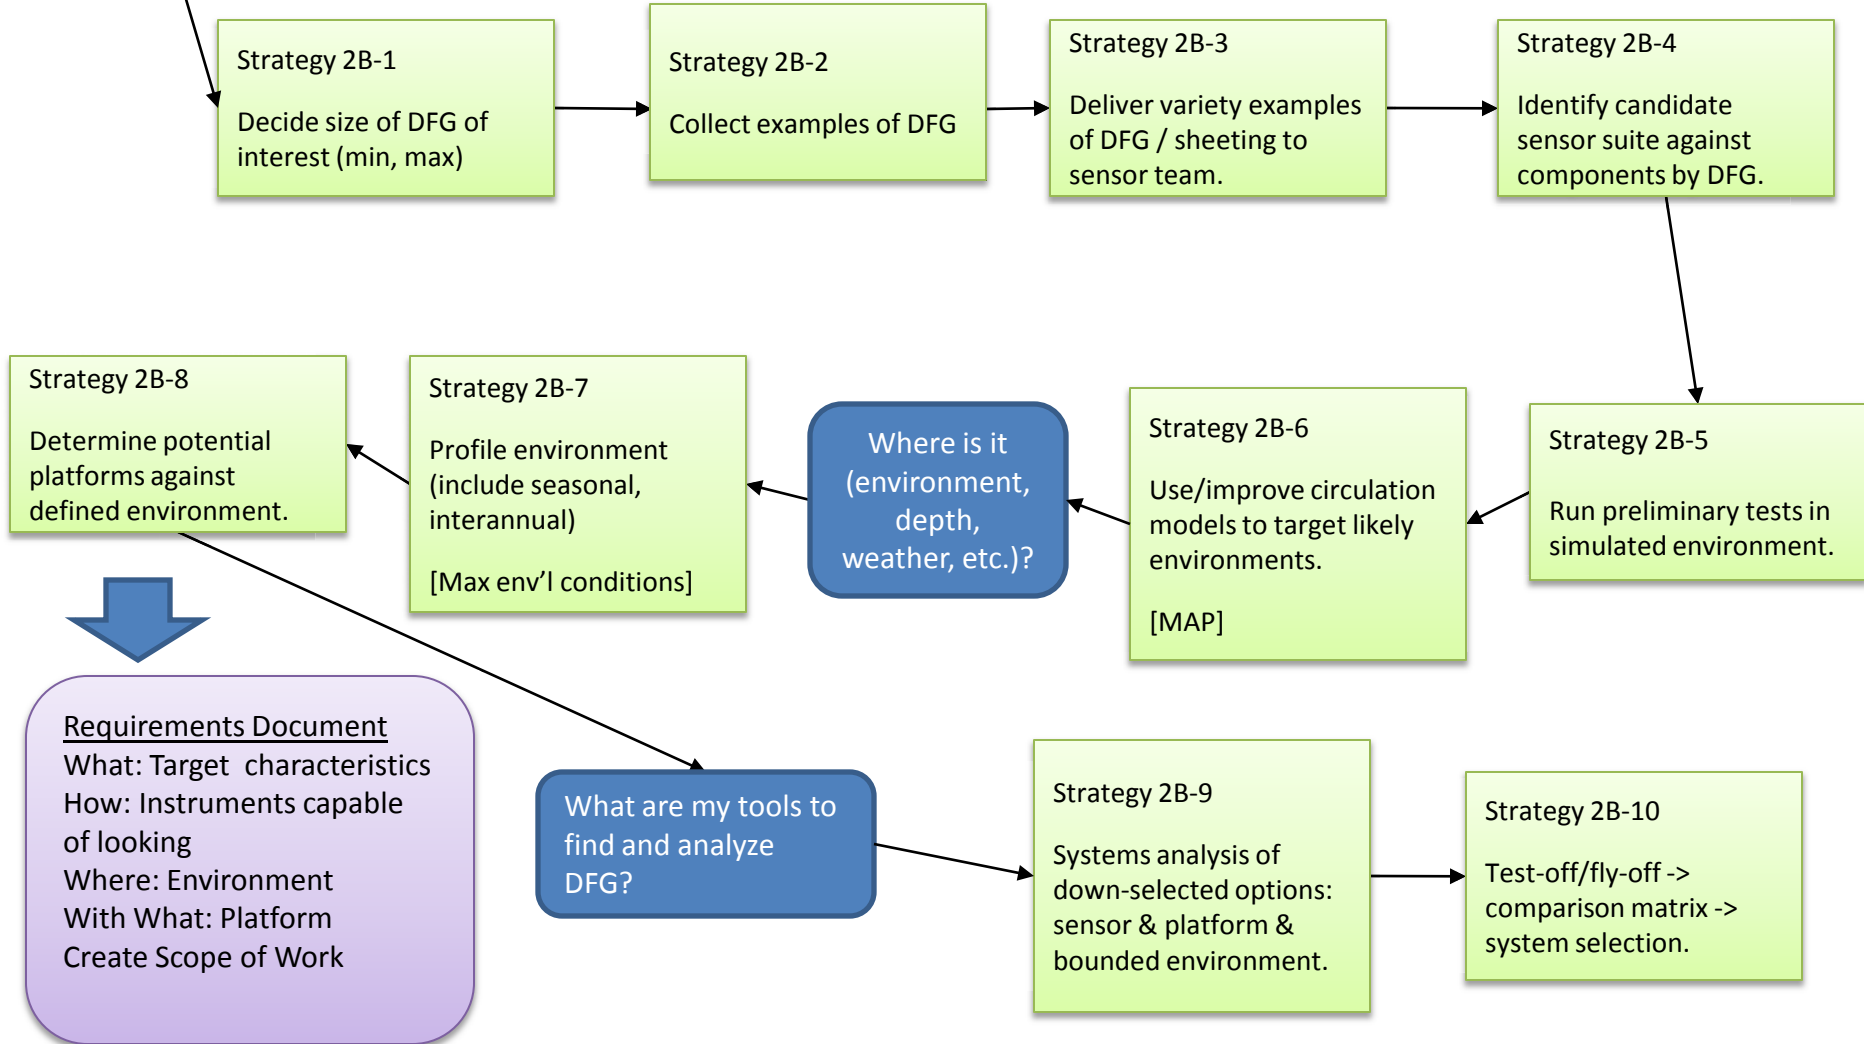 Strategy 2B-1
Decide size of DFG of
interest (min, max)
Strategy 2B-2
Collect examples of DFG
Strategy 2B-3
Deliver variety examples
of DFG / sheeting to
sensor team.
Strategy 2B-4
Identify candidate
sensor suite against
components by DFG.
Strategy 2B-5
Run preliminary tests in
simulated environment.
Strategy 2B-6
Use/improve circulation
models to target likely
environments.
[MAP]
Where is it
(environment,
depth,
weather, etc.)?
Strategy 2B-7
Profile environment
(include seasonal,
interannual)
[Max env’l conditions]
Strategy 2B-8
Determine potential
platforms against
defined environment.
Requirements Document
What: Target  characteristics
How: Instruments capable
of looking
Where: Environment
With What: Platform
Create Scope of Work
What are my tools to
find and analyze
DFG?
Strategy 2B-9
Systems analysis of
down-selected options:
sensor & platform &
bounded environment.
Strategy 2B-10
Test-off/fly-off ->
comparison matrix ->
system selection.